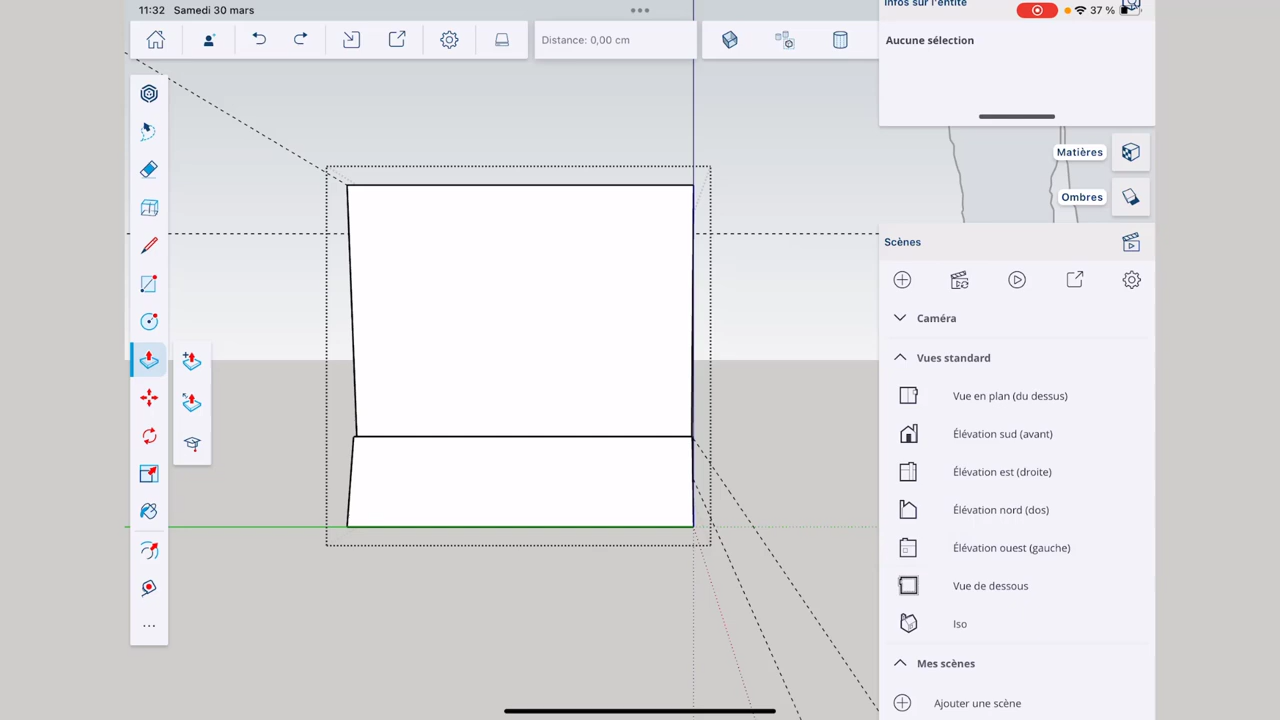 11:32 Samedi 30 mars
37 %
Infos sur l'entité
Distance: 0,00 cm
Aucune sélection
Matières
Ombres
Scènes
Caméra
Vues standard
Vue en plan (du dessus)
Élévation sud (avant)
Élévation est (droite)
Élévation nord (dos)
Élévation ouest (gauche)
Vue de dessous
Iso
Mes scènes
Ajouter une scène